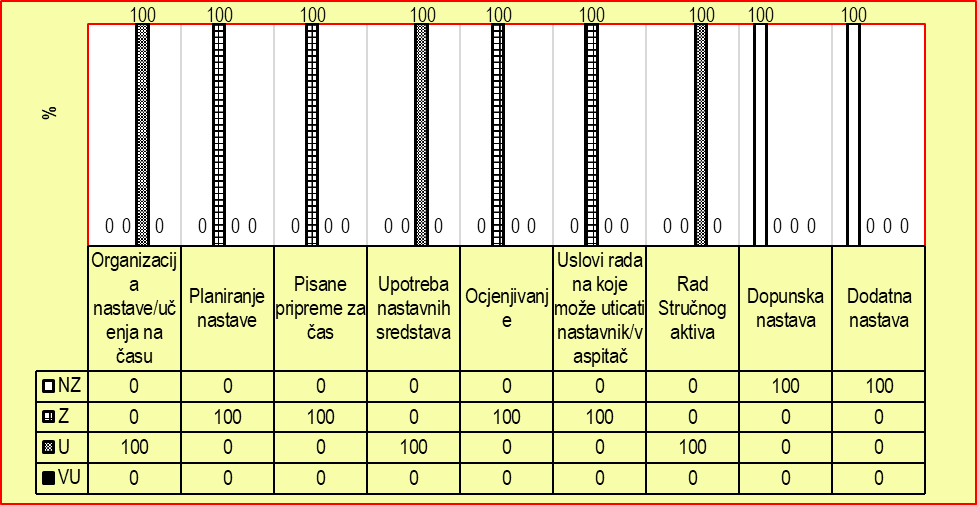 100 100 100 100 100 100 100 100 100
%
0 0 0 0 0 0 0 0 0 0 0 0 0 0 0 0 0 0 0 0 0 0 0 0 0 0 0
Organizacij
a
nastave/uč
enja na
času
Planiranje
nastave
Pisane
pripreme za
čas
Upotreba
nastavnih
sredstava
Ocjenjivanj
e
Uslovi rada
na koje
može uticati
nastavnik/v
aspitač
Rad
Stručnog
aktiva
Dopunska
nastava
Dodatna
nastava
NZ 0 0 0 0 0 0 0 100 100
Z 0 100 100 0 100 100 0 0 0
U 100 0 0 100 0 0 100 0 0
VU 0 0 0 0 0 0 0 0 0